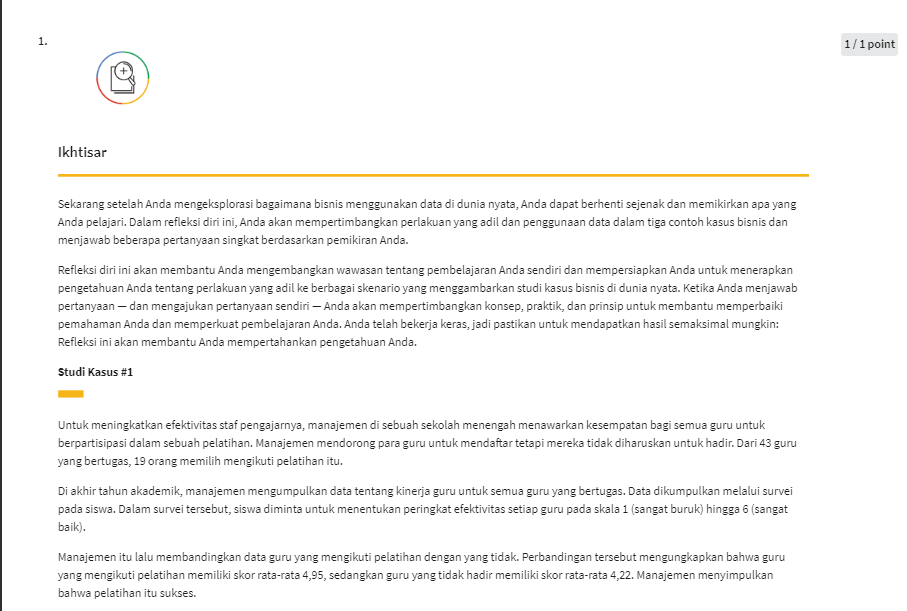 1.
1 / 1 point
Ikhtisar
Sekarang setelah Anda mengeksplorasi bagaimana bisnis menggunakan data di dunia nyata, Anda dapat berhenti sejenak dan memikirkan apa yang
Anda pelajari. Dalam refleksi diri ini, Anda akan mempertimbangkan perlakuan yang adil dan penggunaan data dalam tiga contoh kasus bisnis dan
menjawab beberapa pertanyaan singkat berdasarkan pemikiran Anda.
Refleksi diri ini akan membantu Anda mengembangkan wawasan tentang pembelajaran Anda sendiri dan mempersiapkan Anda untuk menerapkan
pengetahuan Anda tentang perlakuan yang adil ke berbagai skenario yang menggambarkan studi kasus bisnis di dunia nyata. Ketika Anda menjawab
pertanyaan — dan mengajukan pertanyaan sendiri — Anda akan mempertimbangkan konsep, praktik, dan prinsip untuk membantu memperbaiki
pemahaman Anda dan memperkuat pembelajaran Anda. Anda telah bekerja keras, jadi pastikan untuk mendapatkan hasil semaksimal mungkin:
Refleksi ini akan membantu Anda mempertahankan pengetahuan Anda.
Studi Kasus #1
Untuk meningkatkan efektivitas staf pengajarnya, manajemen di sebuah sekolah menengah menawarkan kesempatan bagi semua guru untuk
berpartisipasi dalam sebuah pelatihan. Manajemen mendorong para guru untuk mendaftar tetapi mereka tidak diharuskan untuk hadir. Dari 43 guru
yang bertugas, 19 orang memilih mengikuti pelatihan itu.
Di akhir tahun akademik, manajemen mengumpulkan data tentang kinerja guru untuk semua guru yang bertugas. Data dikumpulkan melalui survei
pada siswa. Dalam survei tersebut, siswa diminta untuk menentukan peringkat efektivitas setiap guru pada skala 1 (sangat buruk) hingga 6 (sangat
baik).
Manajemen itu lalu membandingkan data guru yang mengikuti pelatihan dengan yang tidak. Perbandingan tersebut mengungkapkan bahwa guru
yang mengikuti pelatihan memiliki skor rata-rata 4,95, sedangkan guru yang tidak hadir memiliki skor rata-rata 4,22. Manajemen menyimpulkan
bahwa pelatihan itu sukses.